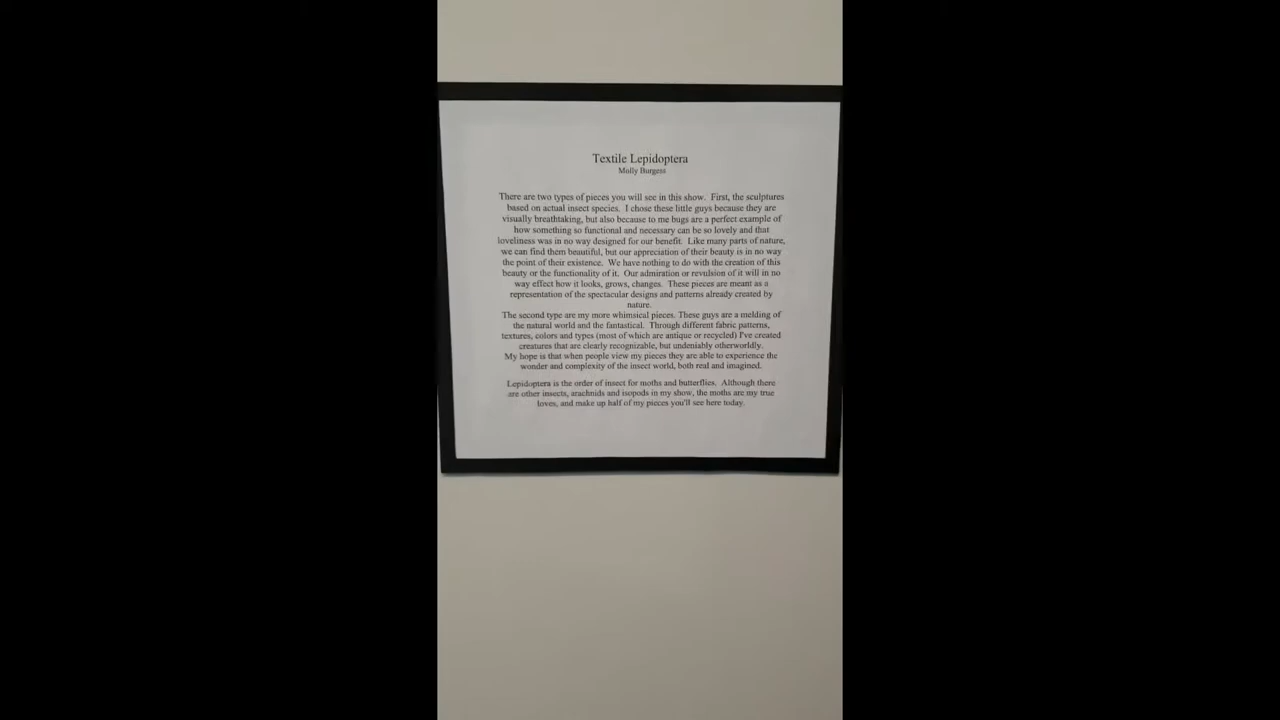 Textile Lepidoptera
Molly Burgess
There are two types of pieces you will see in this show.  First, the sculptures
based on actual insect species.  I chose these little guys because they are
visually breathtaking, but also because to me bugs are a perfect example of
how something so functional and necessary can be so lovely and that
loveliness was in no way designed for our benefit.  Like many parts of nature,
we can find them beautiful, but our appreciation of their beauty is in no way
the point of their existence.  We have nothing to do with the creation of this
beauty or the functionality of it.  Our admiration or revulsion of it will in no
way effect how it looks, grows, changes.  These pieces are meant as a
representation of the spectacular designs and patterns already created by
nature.
The second type are my more whimsical pieces. These guys are a melding of
the natural world and the fantastical.  Through different fabric patterns,
textures, colors and types (most of which are antique or recycled) I've created
creatures that are clearly recognizable, but undeniably otherworldly.
My hope is that when people view my pieces they are able to experience the
wonder and complexity of the insect world, both real and imagined.
Lepidoptera is the order of insect for moths and butterflies.  Although there
are other insects, arachnids and isopods in my show, the moths are my true
loves, and make up half of my pieces you'll see here today.